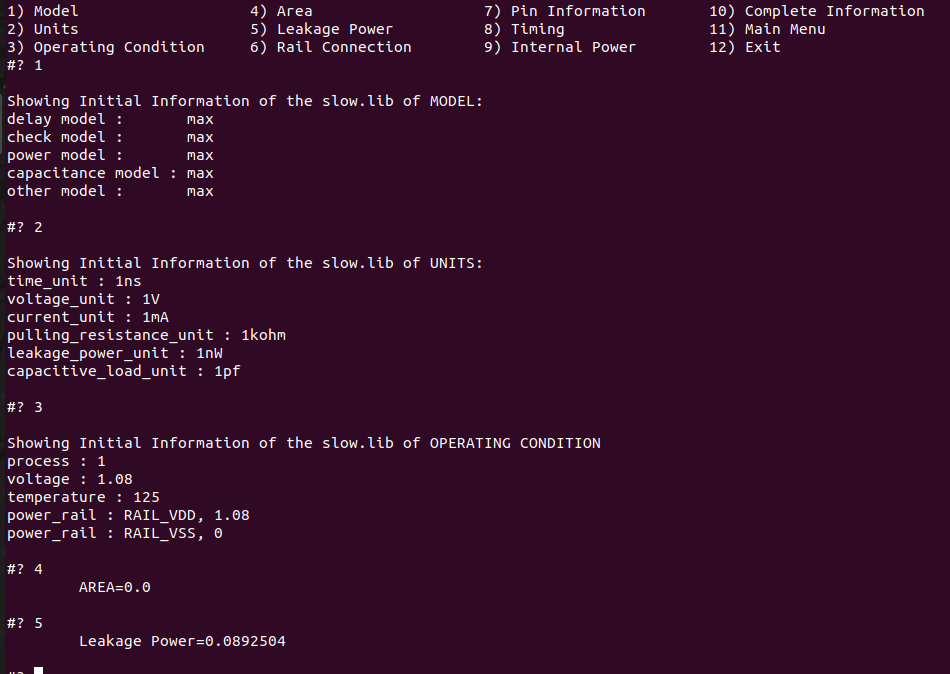 1) Model                   4) Area                   7) Pin Information       10) Complete Information
2) Units                   5) Leakage Power          8) Timing                11) Main Menu
3) Operating Condition     6) Rail Connection        9) Internal Power        12) Exit
#? 1
Showing Initial Information of the slow.lib of MODEL:
delay model :       max
check model :       max
power model :       max
capacitance model : max
other model :       max
#? 2
Showing Initial Information of the slow.lib of UNITS:
time_unit : 1ns
voltage_unit : 1V
current_unit : 1mA
pulling_resistance_unit : 1kohm
leakage_power_unit : 1nW
capacitive_load_unit : 1pf
#? 3
Showing Initial Information of the slow.lib of OPERATING CONDITION
process : 1
voltage : 1.08
temperature : 125
power_rail : RAIL_VDD, 1.08
power_rail : RAIL_VSS, 0
#? 4
AREA=0.0
#? 5
Leakage Power=0.0892504
#?